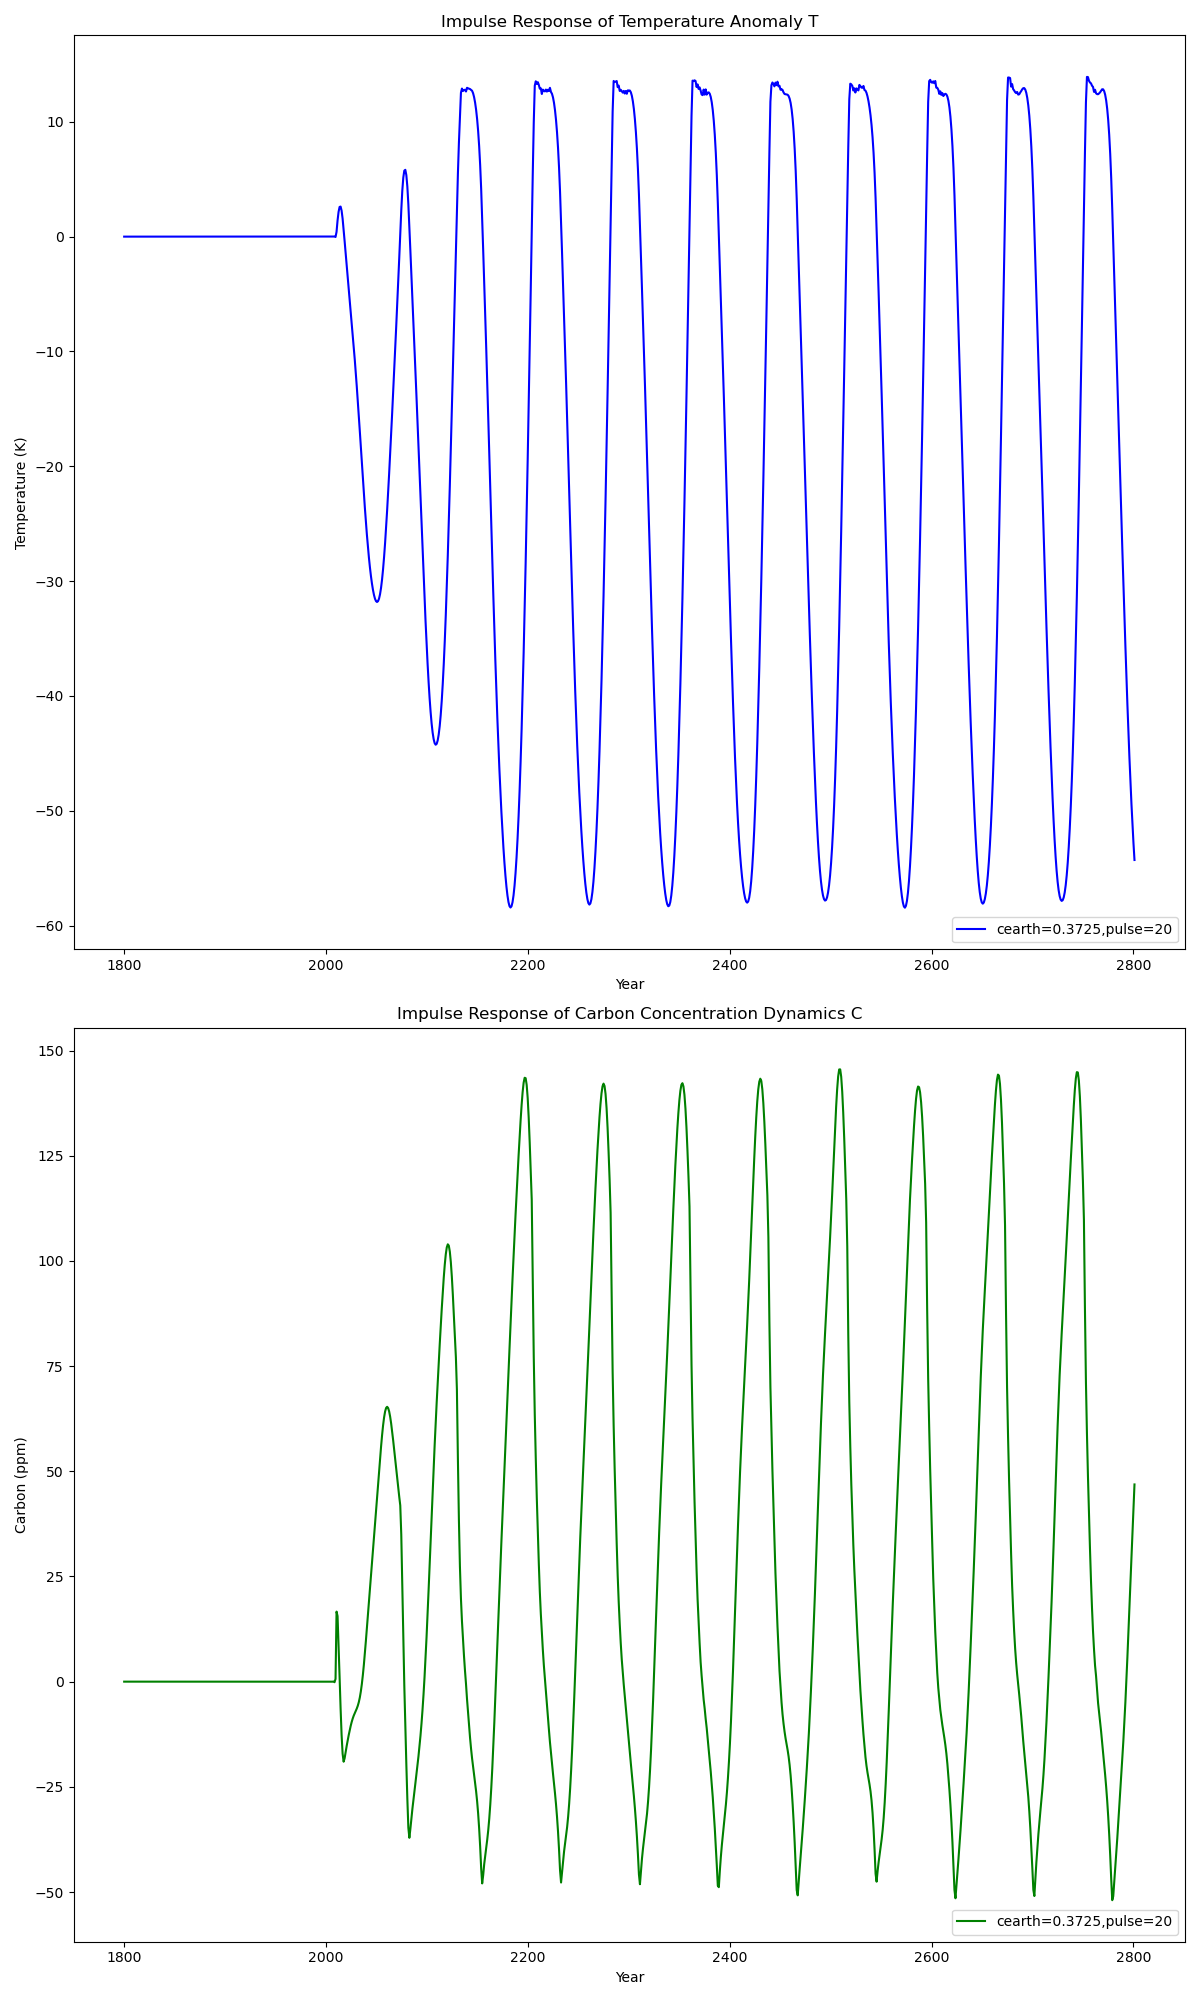 Impulse Response of Temperature Anomaly T
10
0
−10
−20
−30
−40
−50
−60
Temperature (K)
cearth=0.3725,pulse=20
1800 2000 2200 2400 2600 2800
Year
Impulse Response of Carbon Concentration Dynamics C
150
125
100
75
50
25
0
−25
−50
Carbon (ppm)
cearth=0.3725,pulse=20
1800 2000 2200 2400 2600 2800
Year